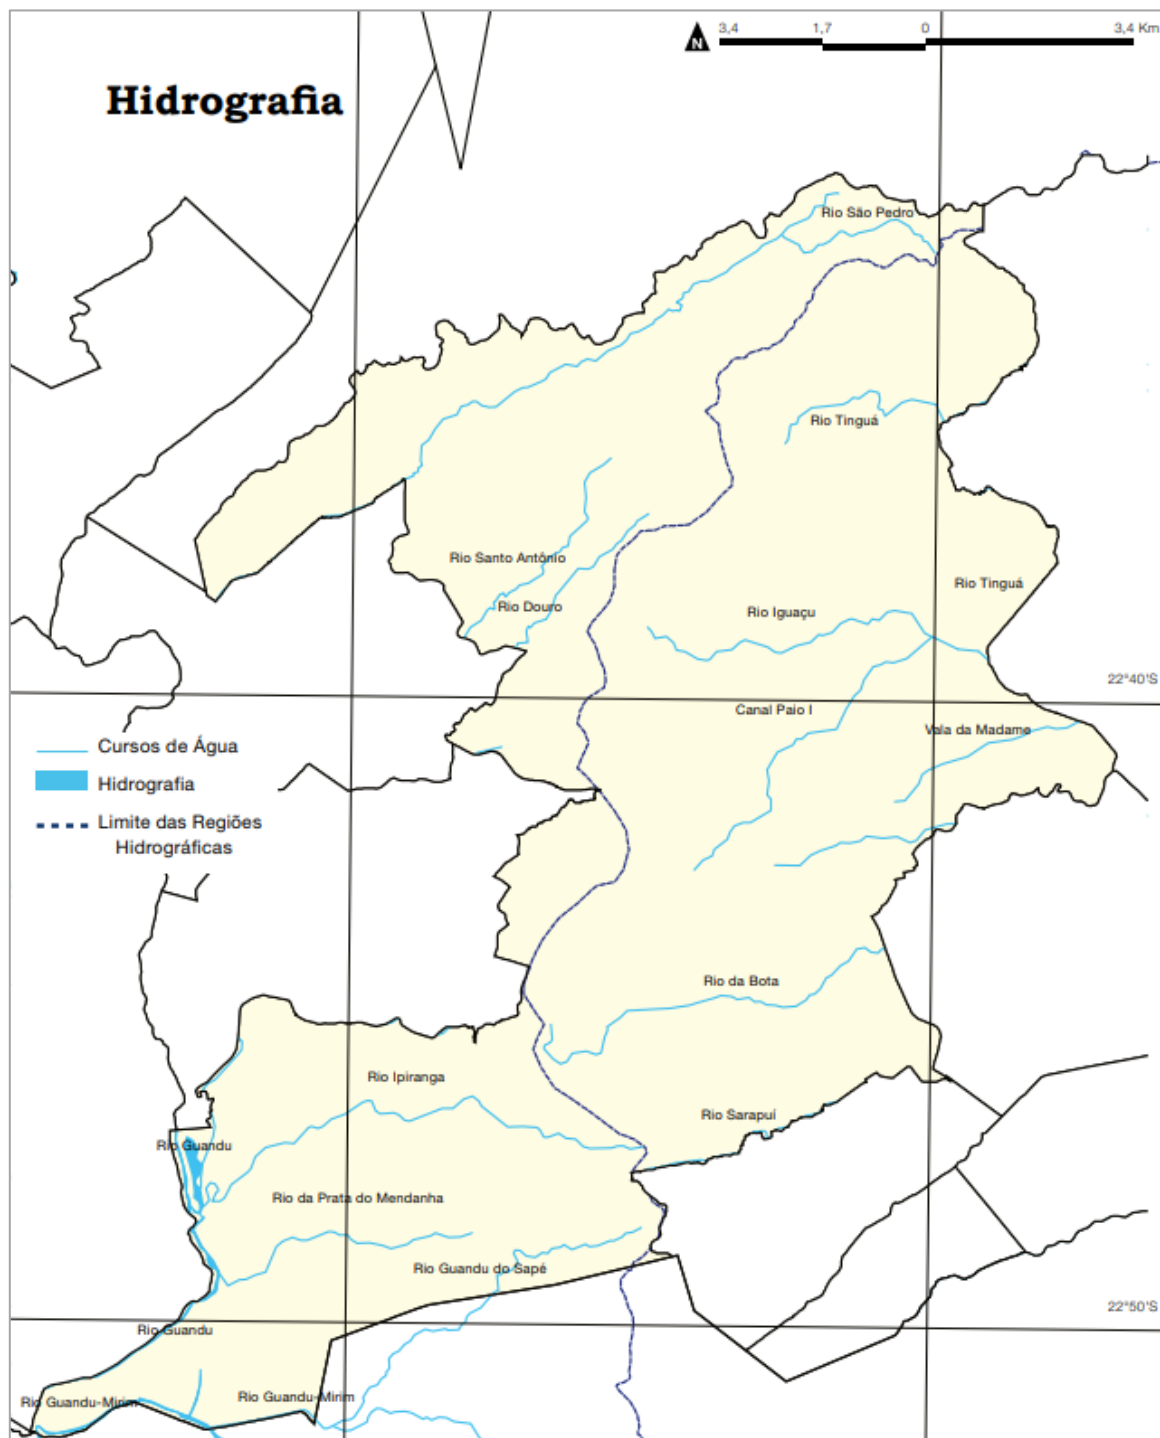 3,4 1,7 0 3,4 Km
N
Hidrografia
Rio São Pedro
Rio Tinguá
Rio Santo Antônio
Rio Tinguá
Rio Douro
Rio Iguaçu
22°40'S
Canal Paio I
Vala da Madame
Cursos de Água
Hidrografia
Limite das Regiões
Hidrográficas
Rio da Bota
Rio Ipiranga
Rio Sarapuí
Rio Guandu
Rio da Prata do Mendanha
Rio Guandu do Sapé
22°50'S
Rio Guandu
Rio Guandu-Mirim
Rio Guandu-Mirim